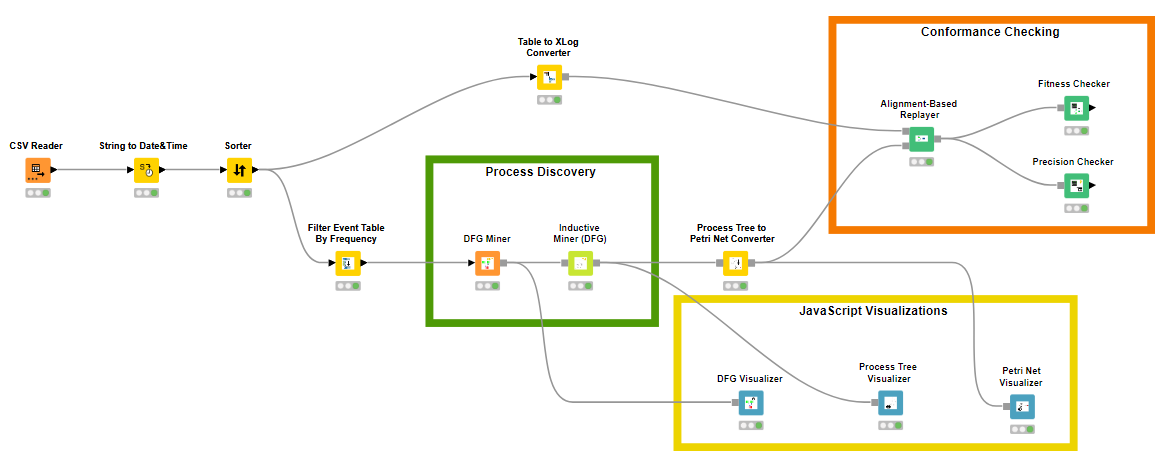 Conformance Checking
Table to XLog
Converter
Fitness Checker
Alignment-Based
Replayer
CSV Reader
String to Date&Time
Sorter
Precision Checker
Process Discovery
Filter Event Table
By Frequency
DFG Miner
Inductive
Miner (DFG)
Process Tree to
Petri Net Converter
JavaScript Visualizations
DFG Visualizer
Process Tree
Visualizer
Petri Net
Visualizer